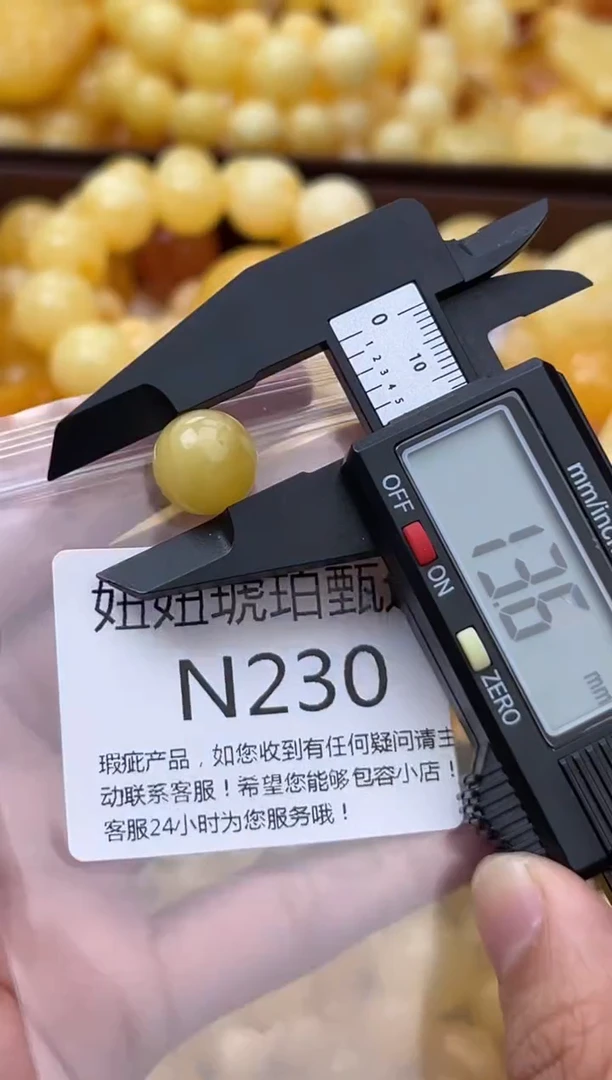 0
10
1 2 3 4 5
mm/inch
OFF
ON
ZERO
13.6
mm
妞妞琥珀甄
N230
瑕疵产品，如您收到有任何疑问请主
动联系客服！希望您能够包容小店！
客服24小时为您服务哦！